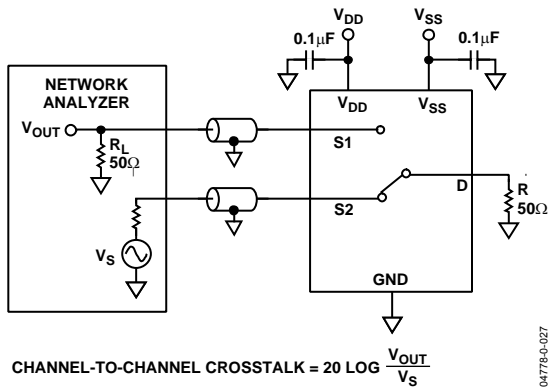 VDD
VSS
0.1μF
0.1μF
NETWORK
ANALYZER
VDD
VSS
VOUT
RL
50Ω
S1
S2
D
R
50Ω
VS
GND
CHANNEL-TO-CHANNEL CROSSTALK = 20 LOG VOUT
VS
04778-0-027